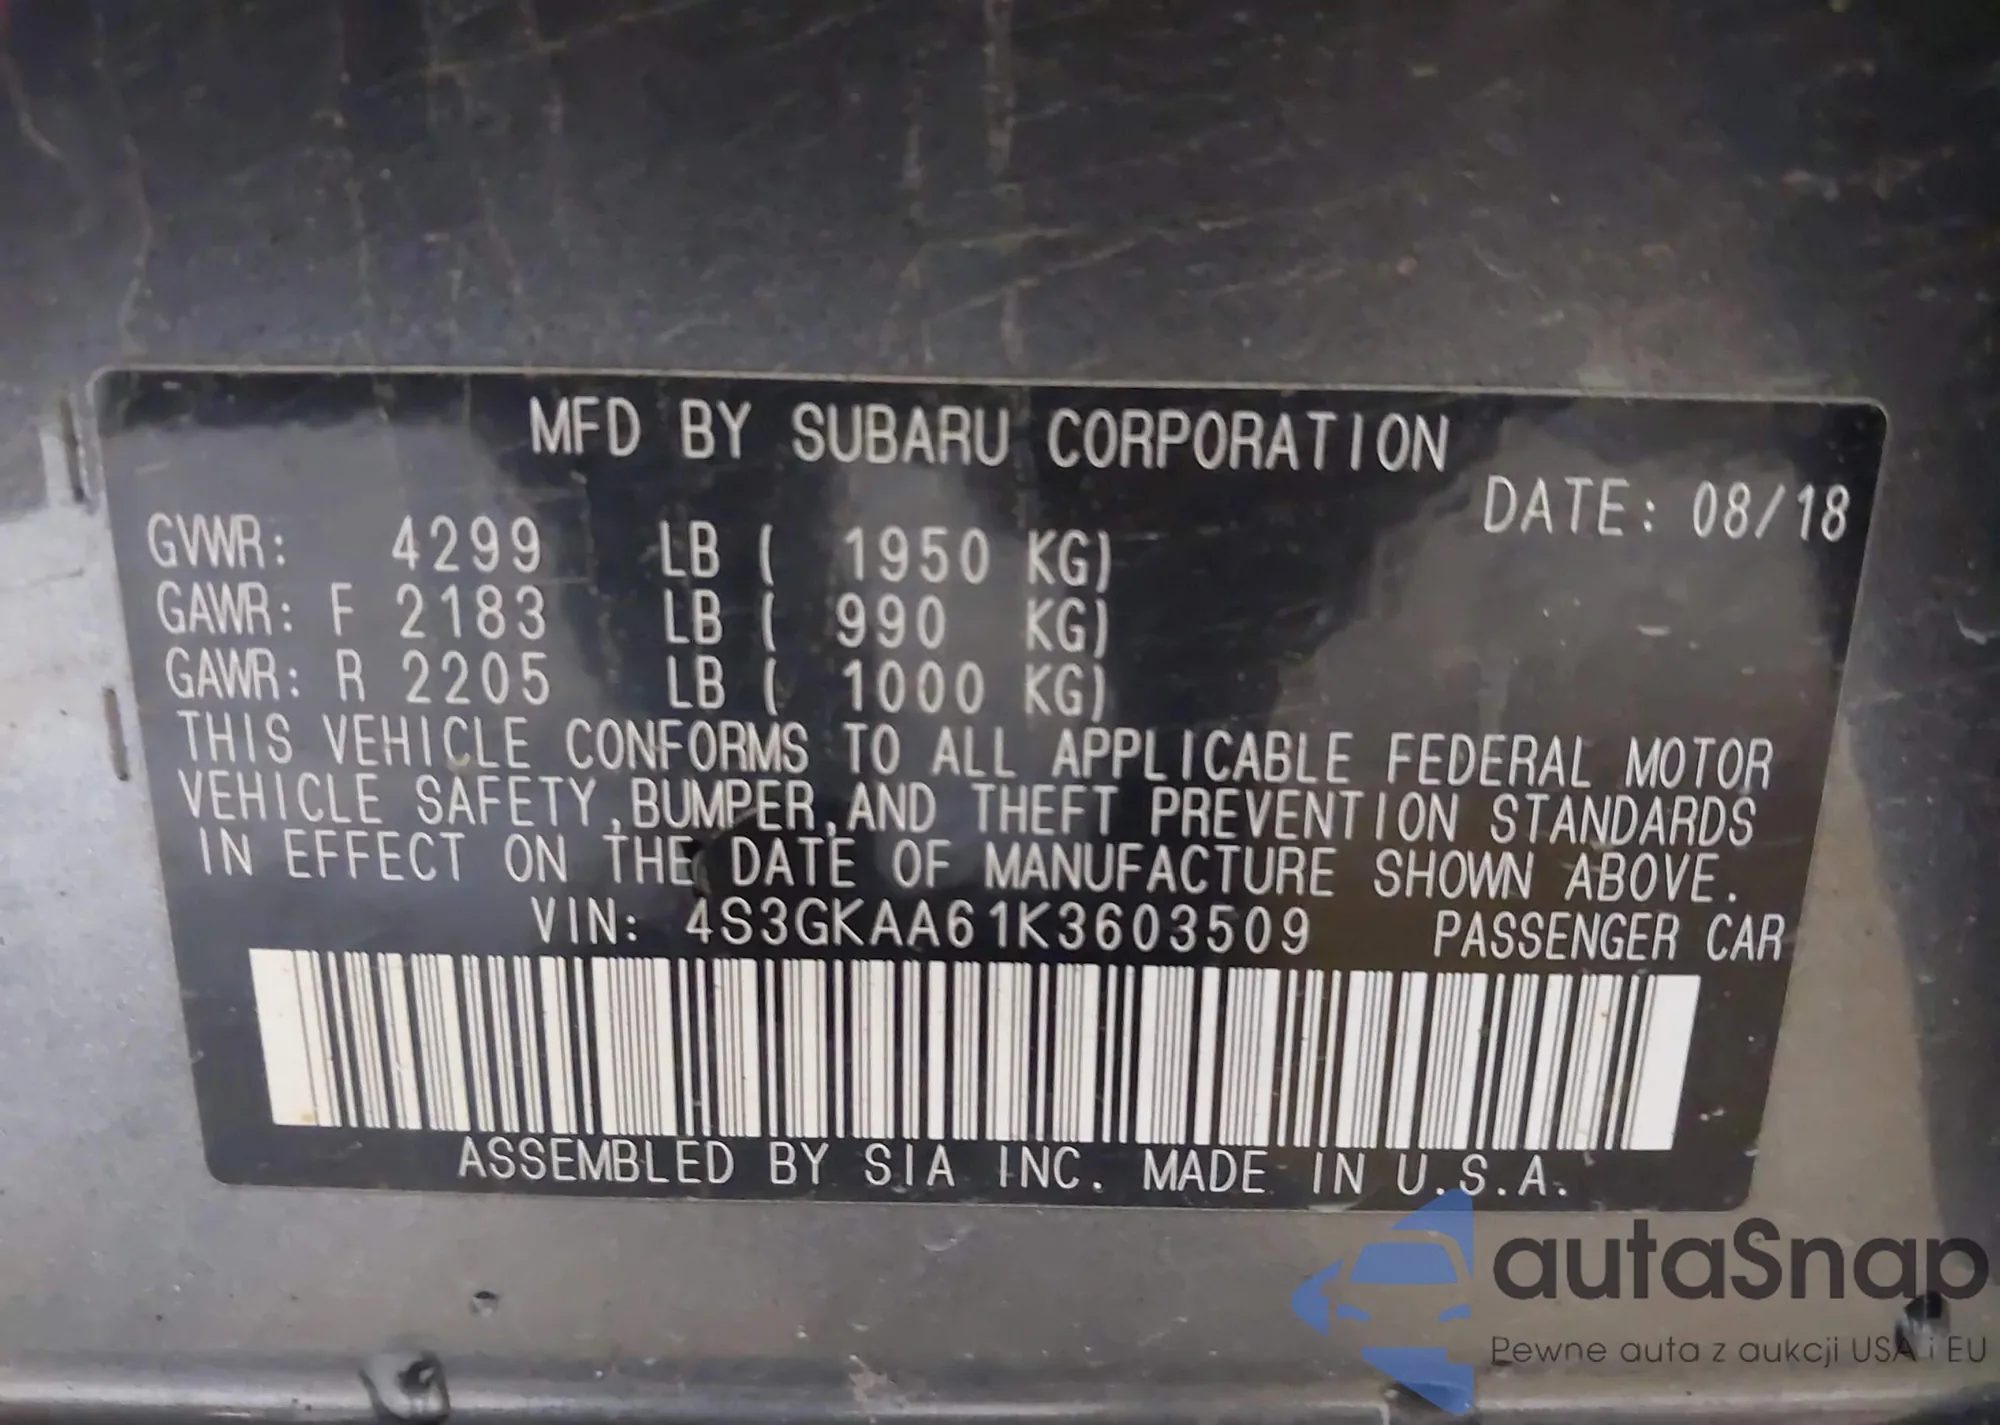 MFD BY SUBARU CORPORATION
DATE: 08/18
GVWR: 4299 LB ( 1950 KG)
GAWR: F 2183 LB ( 990 KG)
GAWR: R 2205 LB ( 1000 KG)
THIS VEHICLE CONFORMS TO ALL APPLICABLE FEDERAL MOTOR
VEHICLE SAFETY,BUMPER,AND THEFT PREVENTION STANDARDS
IN EFFECT ON THE DATE OF MANUFACTURE SHOWN ABOVE.
VIN: 4S3GKAA61K3603509 PASSENGER CAR
ASSEMBLED BY SIA INC. MADE IN U.S.A.
autaSnap
Pewne auta z aukcji USA i EU